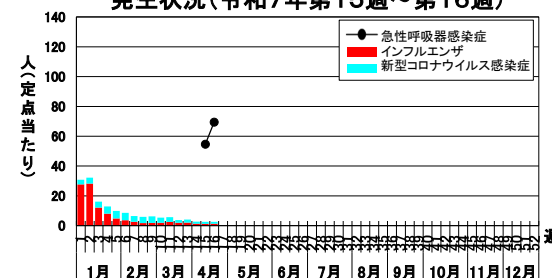 発生状況(令和7年第15週～第16週)
急性呼吸器感染症
インフルエンザ
新型コロナウイルス感染症
人(定点当たり)
140
120
100
80
60
40
20
0
週
1月 2月 3月 4月 5月 6月 7月 8月 9月 10月 11月 12月